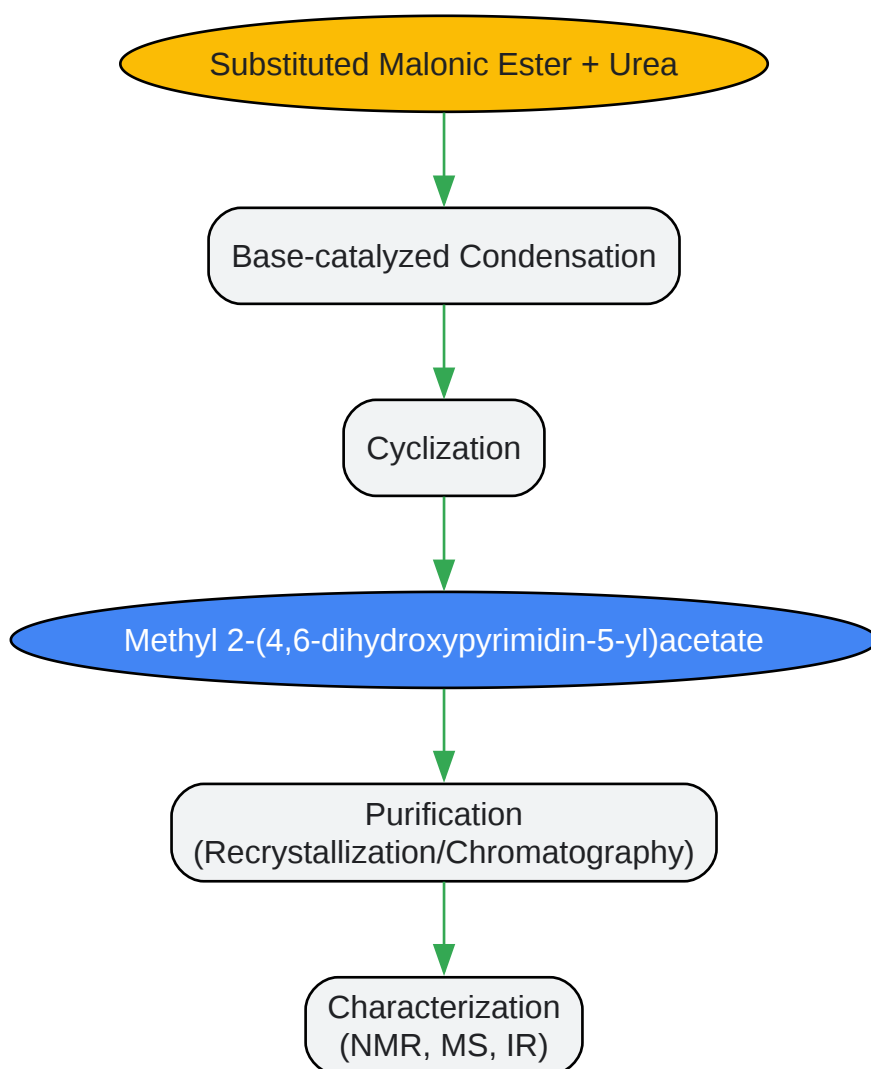 Substituted Malonic Ester + Urea
Base-catalyzed Condensation
Cyclization
Methyl 2-(4,6-dihydroxypyrimidin-5-yl)acetate
Purification
(Recrystallization/Chromatography)
Characterization
(NMR, MS, IR)